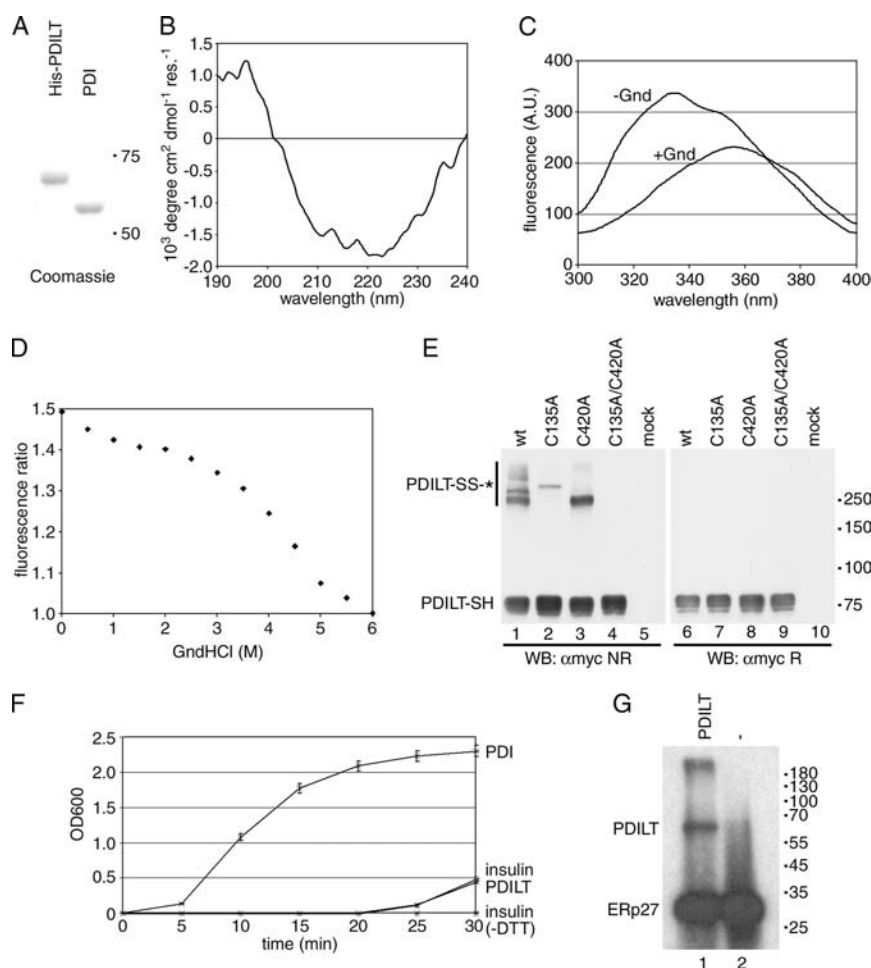 A
His-PDILT
PDI
75
50
Coomassie
B
1.5
1.0
0.5
0
-0.5
-1.0
-1.5
-2.0
10³ degree cm² dmol⁻¹ res.⁻¹
190 200 210 220 230 240
wavelength (nm)
C
400
300
200
100
000
fluorescence (A.U.)
-Gnd
+Gnd
300 320 340 360 380 400
wavelength (nm)
D
1.5
1.4
1.3
1.2
1.1
1.0
fluorescence ratio
0 1 2 3 4 5 6
GndHCl (M)
E
wt
C135A
C420A
C135A/C420A
mock
wt
C135A
C420A
C135A/C420A
mock
PDILT-SS-*
PDILT-SH
250
150
100
75
1 2 3 4 5
6 7 8 9 10
WB: αmyc NR
WB: αmyc R
F
2.5
2.0
1.5
1.0
0.5
0
OD600
PDI
insulin
PDILT
insulin
(-DTT)
0 5 10 15 20 25 30
time (min)
G
PDILT
-
180
130
100
70
55
45
35
25
PDILT
ERp27
1 2